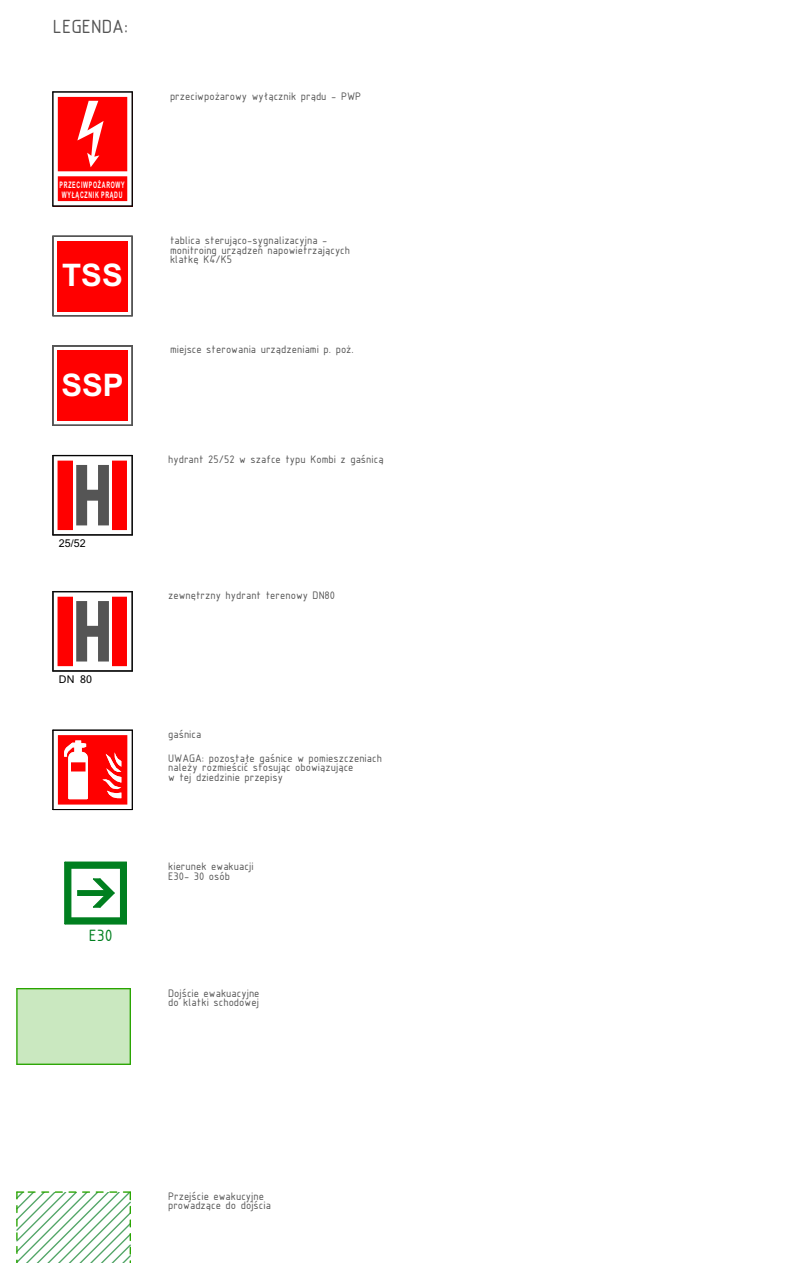 LEGENDA:
przeciwpożarowy wyłącznik prądu - PWP
PRZECIWPOŻAROWY
WYŁĄCZNIK PRĄDU
tablica sterująco-sygnalizacyjna -
monitroing urządzeń napowietrzających
klatkę K4/K5
TSS
miejsce sterowania urządzeniami p. poż.
SSP
hydrant 25/52 w szafce typu Kombi z gaśnicą
H
25/52
zewnętrzny hydrant terenowy DN80
H
DN 80
gaśnica
UWAGA: pozostałe gaśnice w pomieszczeniach
należy rozmieścić stosując obowiązujące
w tej dziedzinie przepisy
kierunek ewakuacji
E30- 30 osób
E30
Dojście ewakuacyjne
do klatki schodowej
Przejście ewakucyjne
prowadzące do dojścia